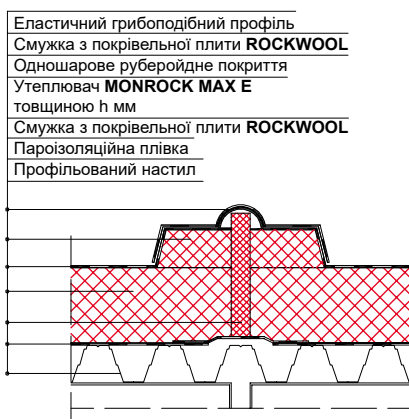 Еластичний грибоподібний профіль
Смужка з покрівельної плити ROCKWOOL
Одношарове руберойдне покриття
Утеплювач MONROCK MAX E
товщиною h мм
Смужка з покрівельної плити ROCKWOOL
Пароізоляційна плівка
Профільований настил